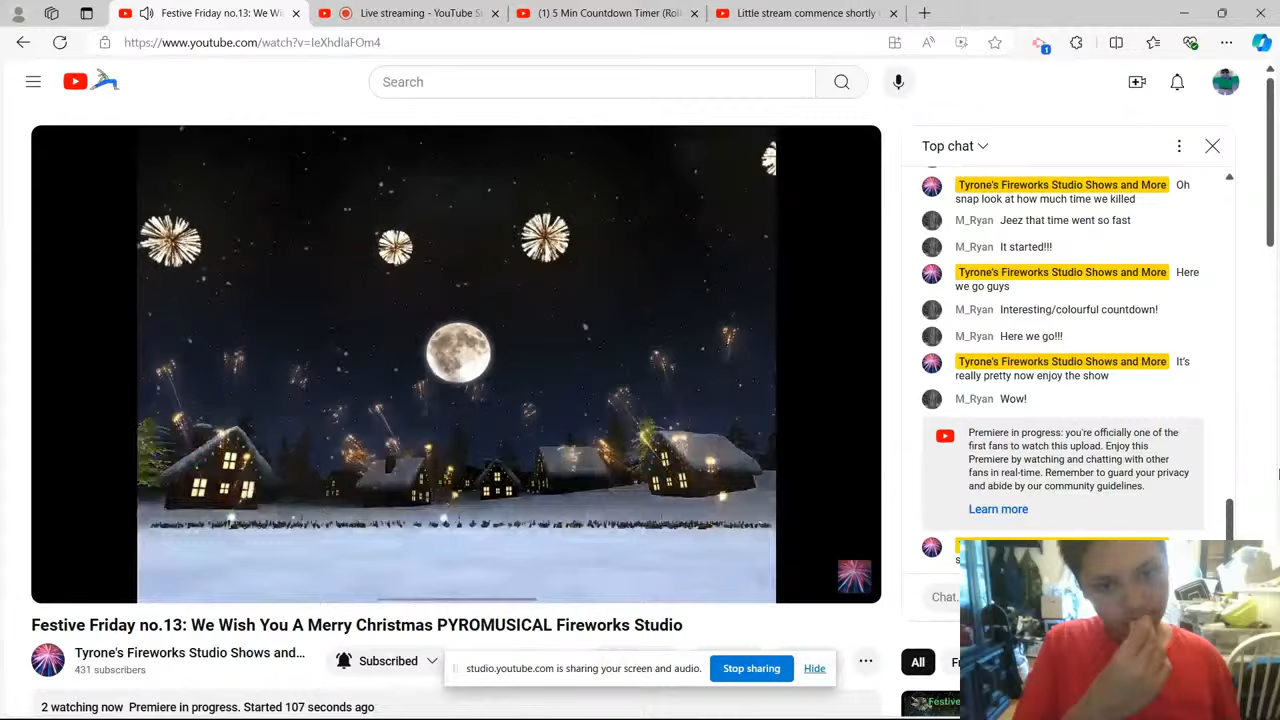 Festive Friday no.13: We Wi
Live streaming - YouTube S
(1) 5 Min Countdown Timer (Rol
Little stream commence shortly
https://www.youtube.com/watch?v=IeXhdIaFOm4
1
Search
Top chat
Tyrone's Fireworks Studio Shows and More Oh
snap look at how much time we killed
M_Ryan Jeez that time went so fast
M_Ryan It started!!!
Tyrone's Fireworks Studio Shows and More Here
we go guys
M_Ryan Interesting/colourful countdown!
M_Ryan Here we go!!!
Tyrone's Fireworks Studio Shows and More It's
really pretty now enjoy the show
M_Ryan Wow!
Premiere in progress: you're officially one of the
first fans to watch this upload. Enjoy this
Premiere by watching and chatting with other
fans in real-time. Remember to guard your privacy
and abide by our community guidelines.
Learn more
Chat.
Festive Friday no.13: We Wish You A Merry Christmas PYROMUSICAL Fireworks Studio
Tyrone's Fireworks Studio Shows and...
431 subscribers
Subscribed
studio.youtube.com is sharing your screen and audio.
Stop sharing
Hide
All
2 watching now Premiere in progress. Started 107 seconds ago
Festive